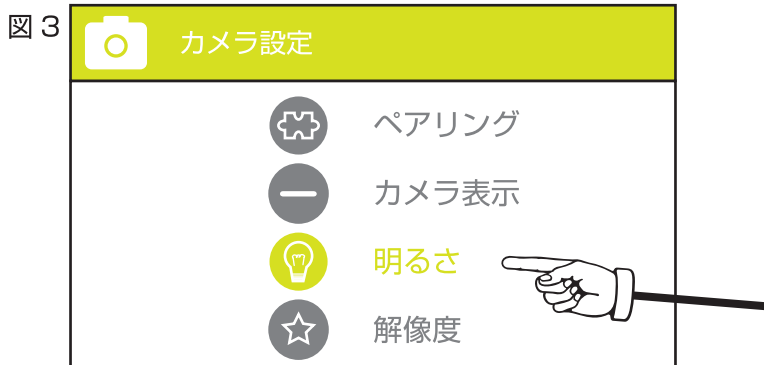 図 3
カメラ設定
ペアリング
カメラ表示
明るさ
解像度